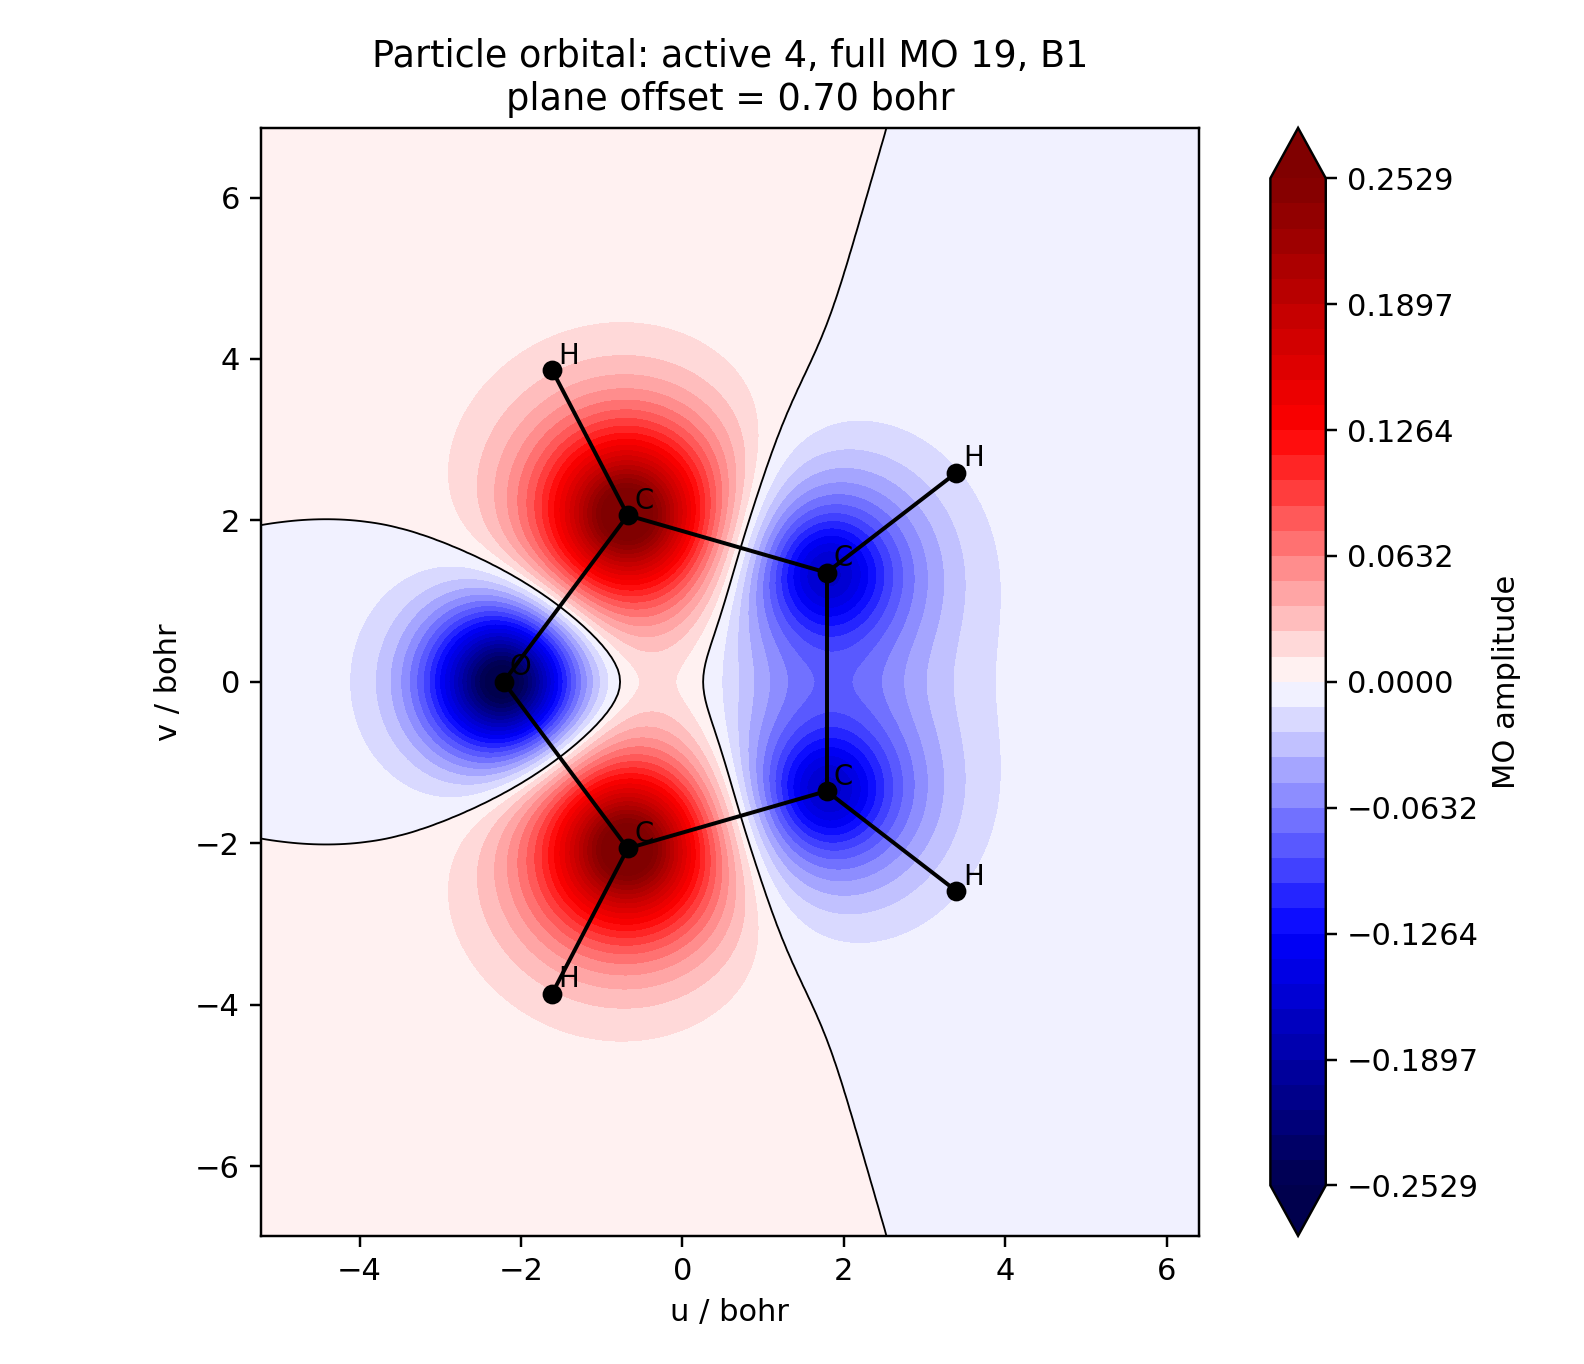 Particle orbital: active 4, full MO 19, B1
plane offset = 0.70 bohr
6
4
2
0
−2
−4
−6
v / bohr
H
C
H
C
O
C
C
H
H
−4
−2
0
2
4
6
u / bohr
0.2529
0.1897
0.1264
0.0632
0.0000
−0.0632
−0.1264
−0.1897
−0.2529
MO amplitude